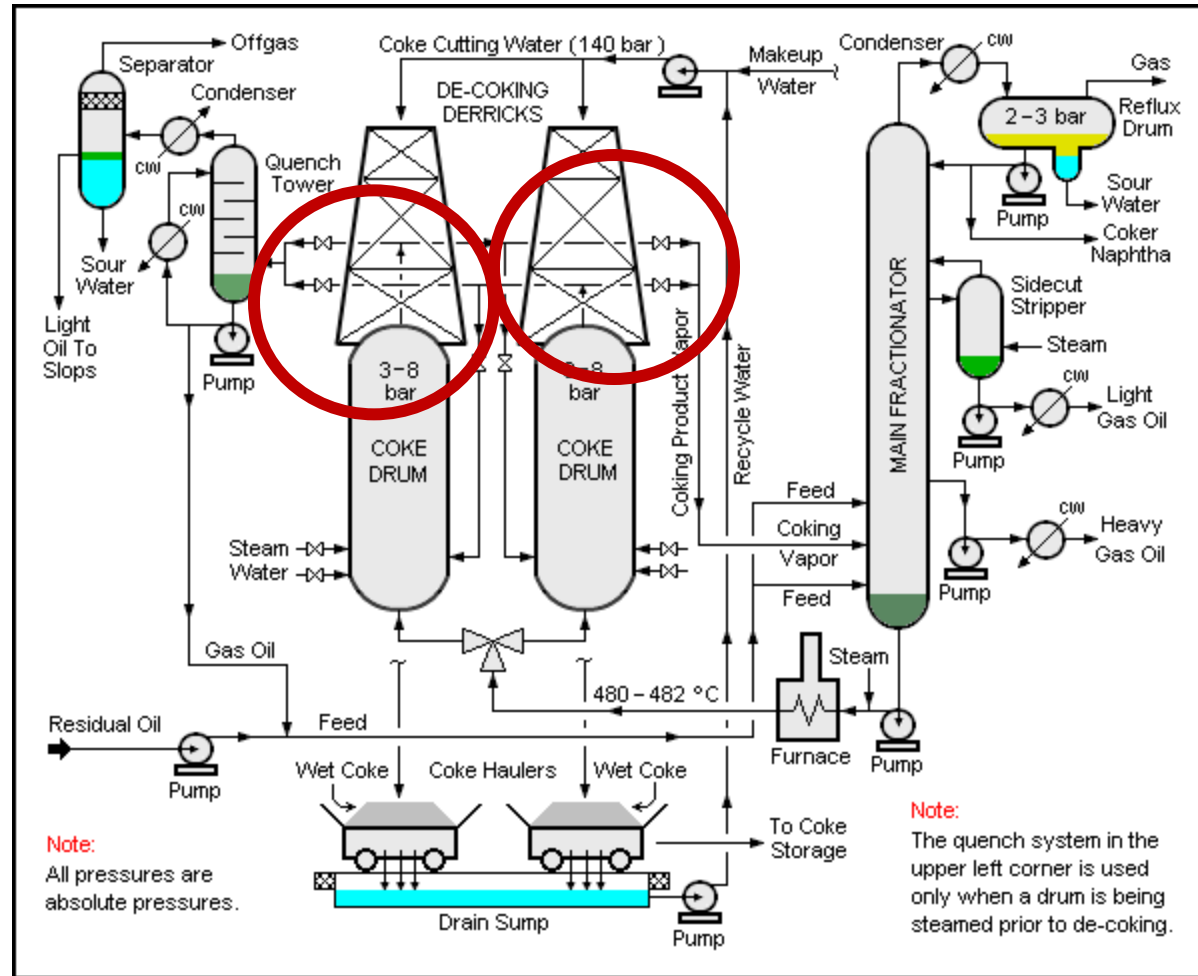 Offgas
Separator
Condenser
CW
Quench
Tower
CW
Sour
Water
Light
Oil To
Slops
Pump
Coke Cutting Water (140 bar)
DE-COKING
DERRICKS
Makeup
Water
Condenser
CW
Gas
2-3 bar
Reflux
Drum
Pump
Sour
Water
Coker
Naphtha
Sidecut
Stripper
Steam
CW
Light
Gas Oil
Pump
CW
Heavy
Gas Oil
Pump
MAIN FRACTIONATOR
3-8
bar
COKE
DRUM
bar
COKE
DRUM
Coking Product Vapor
Recycle Water
Steam
Water
Feed
Coking
Vapor
Feed
Gas Oil
Steam
480-482 °C
Residual Oil
Feed
Pump
Furnace
Pump
Wet Coke
Coke Haulers
Wet Coke
To Coke
Storage
Drain Sump
Pump
Note:
All pressures are
absolute pressures.
Note:
The quench system in the
upper left corner is used
only when a drum is being
steamed prior to de-coking.